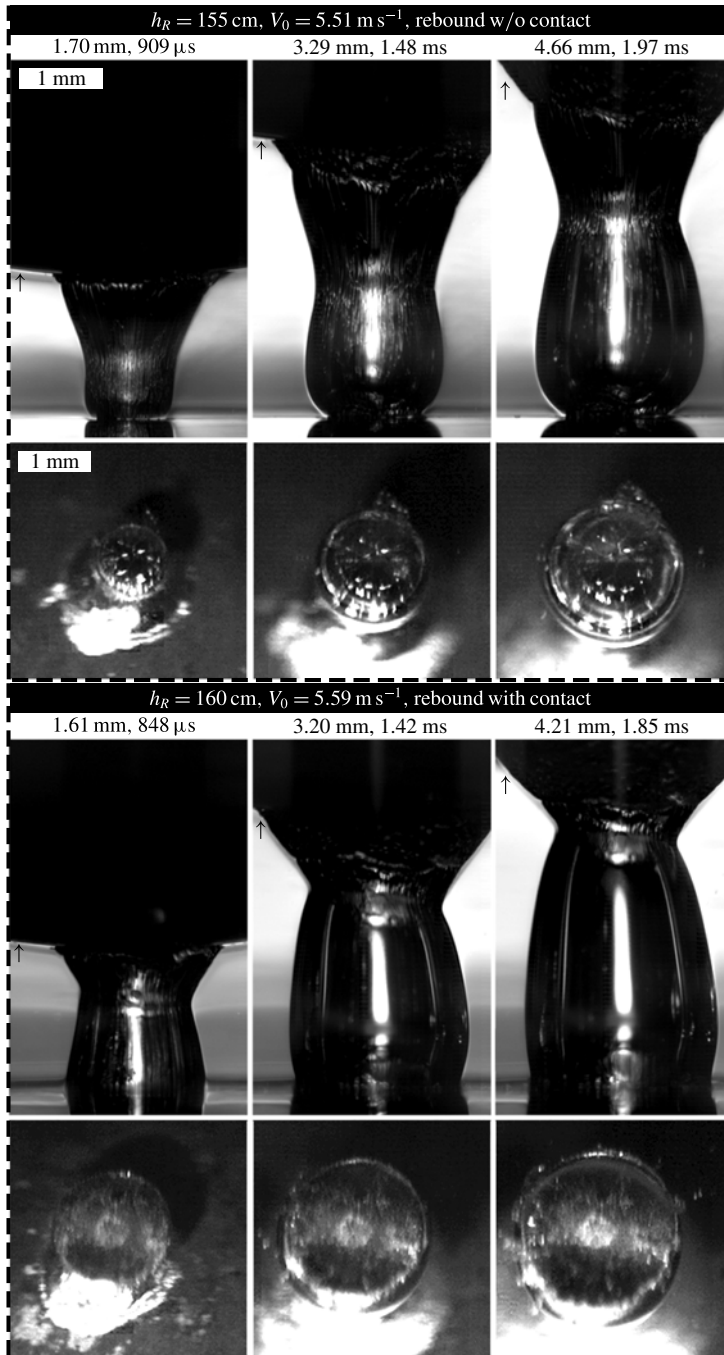 h_R = 155 cm, V_0 = 5.51 m s⁻¹, rebound w/o contact
1.70 mm, 909 μs 3.29 mm, 1.48 ms 4.66 mm, 1.97 ms
1 mm
↑ ↑ ↑
1 mm
h_R = 160 cm, V_0 = 5.59 m s⁻¹, rebound with contact
1.61 mm, 848 μs 3.20 mm, 1.42 ms 4.21 mm, 1.85 ms
↑ ↑ ↑